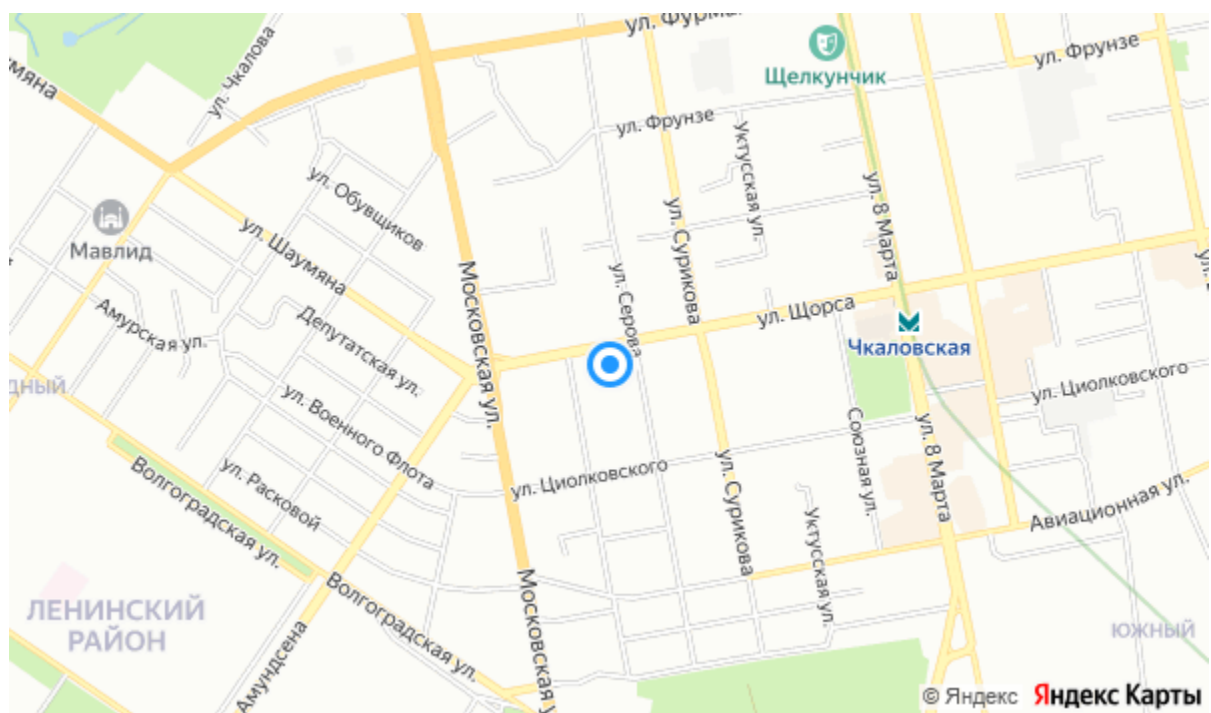 ул. Фурма
ул. Фрунзе
Щелкунчик
ул. Чкалова
умяна
ул. Фрунзе
Уктусская ул.
ул. Обувщиков
ул. 8 Марта
Мавлид
ул. Шаумяна
ул. Сурикова
Московская ул.
ул. Серова
Амурская ул.
Депутатская ул.
ул. Щорса
Чкаловская
ДНЫЙ
ул. Военного Флота
ул. Циолковского
Союзная ул.
ул. 8 Марта
ул. Циолковского
ул. Расковой
Волгоградская ул.
ул. Сурикова
Уктусская ул.
Авиационная ул.
ЛЕНИНСКИЙ
РАЙОН
Волгоградская ул.
Московская у
Амундсена
ЮЖНЫЙ
© Яндекс Яндекс Карты